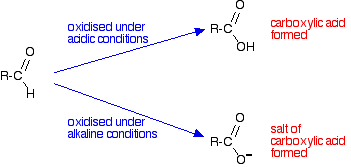 oxidised under
acidic conditions
O
R-C
OH
carboxylic acid
formed
O
R-C
H
oxidised under
alkaline conditions
O
R-C
O−
salt of
carboxylic acid
formed